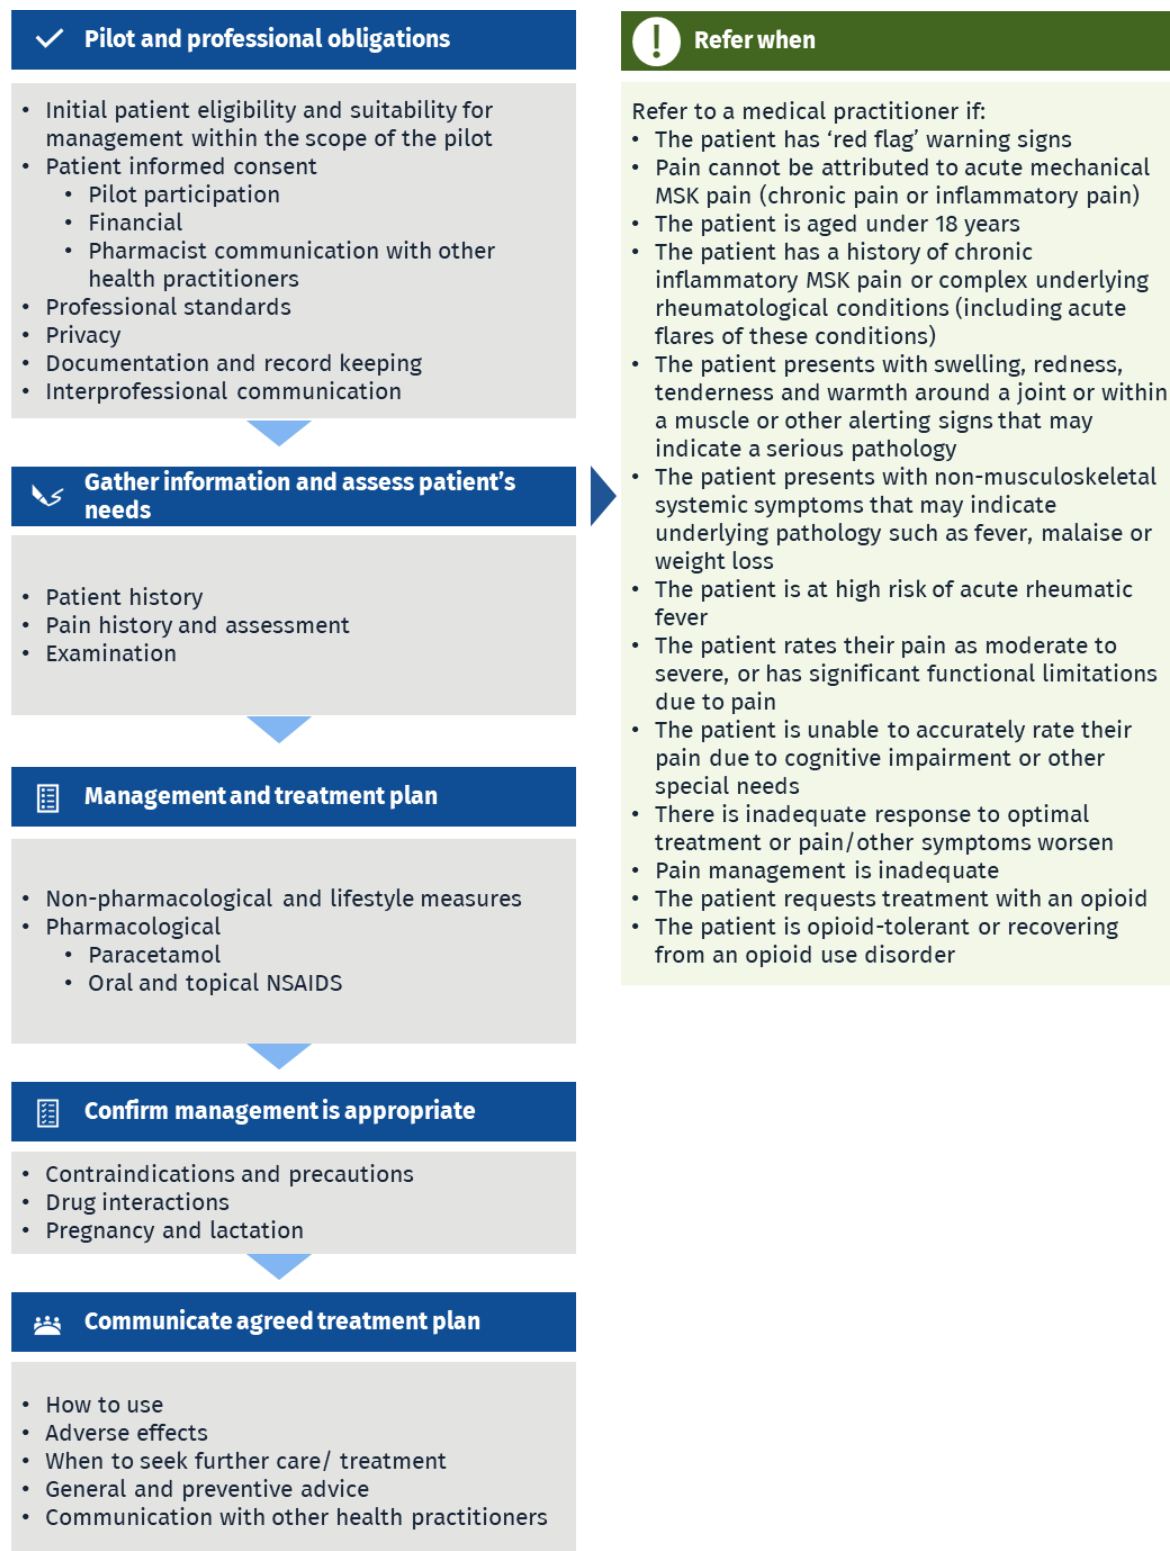 Pilot and professional obligations
• Initial patient eligibility and suitability for
management within the scope of the pilot
• Patient informed consent
• Pilot participation
• Financial
• Pharmacist communication with other
health practitioners
• Professional standards
• Privacy
• Documentation and record keeping
• Interprofessional communication
Gather information and assess patient's
needs
• Patient history
• Pain history and assessment
• Examination
Management and treatment plan
• Non-pharmacological and lifestyle measures
• Pharmacological
• Paracetamol
• Oral and topical NSAIDS
Confirm management is appropriate
• Contraindications and precautions
• Drug interactions
• Pregnancy and lactation
Communicate agreed treatment plan
• How to use
• Adverse effects
• When to seek further care/ treatment
• General and preventive advice
• Communication with other health practitioners
! Refer when
Refer to a medical practitioner if:
• The patient has ‘red flag’ warning signs
• Pain cannot be attributed to acute mechanical
MSK pain (chronic pain or inflammatory pain)
• The patient is aged under 18 years
• The patient has a history of chronic
inflammatory MSK pain or complex underlying
rheumatological conditions (including acute
flares of these conditions)
• The patient presents with swelling, redness,
tenderness and warmth around a joint or within
a muscle or other alerting signs that may
indicate a serious pathology
• The patient presents with non-musculoskeletal
systemic symptoms that may indicate
underlying pathology such as fever, malaise or
weight loss
• The patient is at high risk of acute rheumatic
fever
• The patient rates their pain as moderate to
severe, or has significant functional limitations
due to pain
• The patient is unable to accurately rate their
pain due to cognitive impairment or other
special needs
• There is inadequate response to optimal
treatment or pain/other symptoms worsen
• Pain management is inadequate
• The patient requests treatment with an opioid
• The patient is opioid-tolerant or recovering
from an opioid use disorder